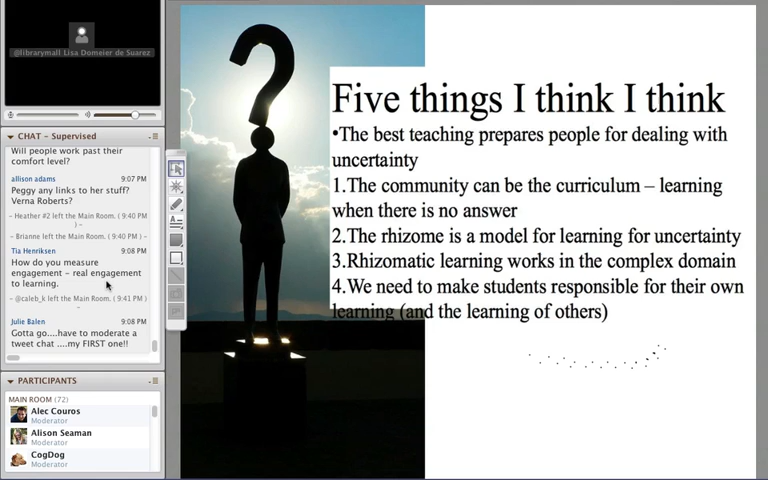 @librarymall Lisa Domeier de Suarez
CHAT – Supervised
Will people work past their
comfort level?
allison adams 9:07 PM
Peggy any links to her stuff?
Verna Roberts?
– Heather #2 left the Main Room. ( 9:40 PM
) –
– Brianne left the Main Room. ( 9:40 PM ) –
Tia Henriksen 9:08 PM
How do you measure
engagement – real engagement
to learning.
– @caleb_k left the Main Room. ( 9:41 PM )
–
Julie Balen 9:08 PM
Gotta go....have to moderate a
tweet chat ....my FIRST one!!
PARTICIPANTS
MAIN ROOM (72)
Alec Couros
Moderator
Alison Seaman
Moderator
CogDog
Moderator
Five things I think I think
•The best teaching prepares people for dealing with
uncertainty
1.The community can be the curriculum – learning
when there is no answer
2.The rhizome is a model for learning for uncertainty
3.Rhizomatic learning works in the complex domain
4.We need to make students responsible for their own
learning (and the learning of others)